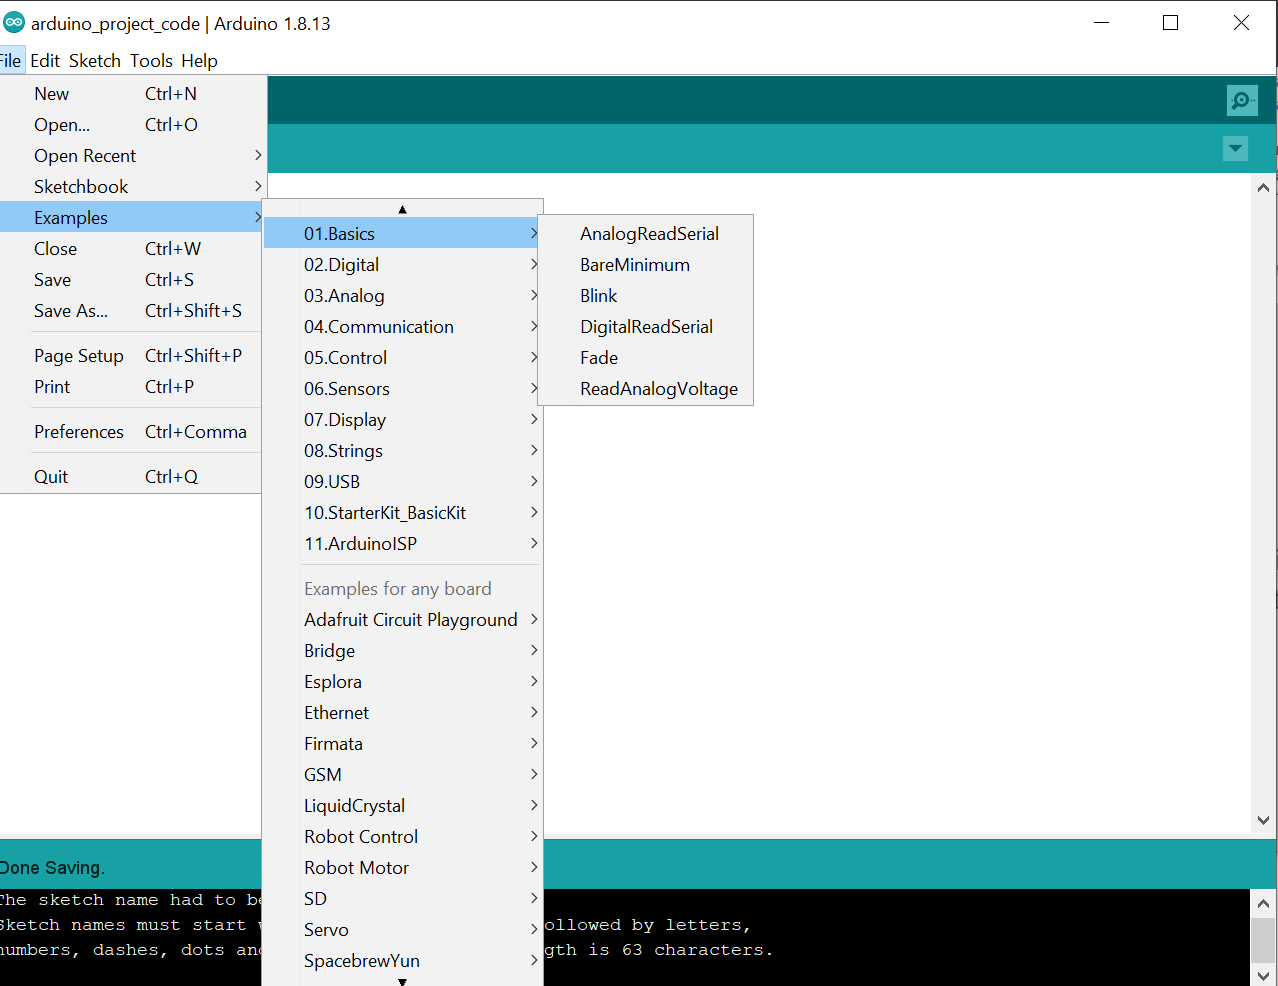 arduino_project_code | Arduino 1.8.13
File Edit Sketch Tools Help
New Ctrl+N
Open... Ctrl+O
Open Recent
Sketchbook
Examples
Close Ctrl+W
Save Ctrl+S
Save As... Ctrl+Shift+S
Page Setup Ctrl+Shift+P
Print Ctrl+P
Preferences Ctrl+Comma
Quit Ctrl+Q
01.Basics
02.Digital
03.Analog
04.Communication
05.Control
06.Sensors
07.Display
08.Strings
09.USB
10.StarterKit_BasicKit
11.ArduinoISP
Examples for any board
Adafruit Circuit Playground
Bridge
Esplora
Ethernet
Firmata
GSM
LiquidCrystal
Robot Control
Robot Motor
SD
Servo
SpacebrewYun
AnalogReadSerial
BareMinimum
Blink
DigitalReadSerial
Fade
ReadAnalogVoltage
Done Saving.
The sketch name had to be
Sketch names must start ollowed by letters,
numbers, dashes, dots and gth is 63 characters.